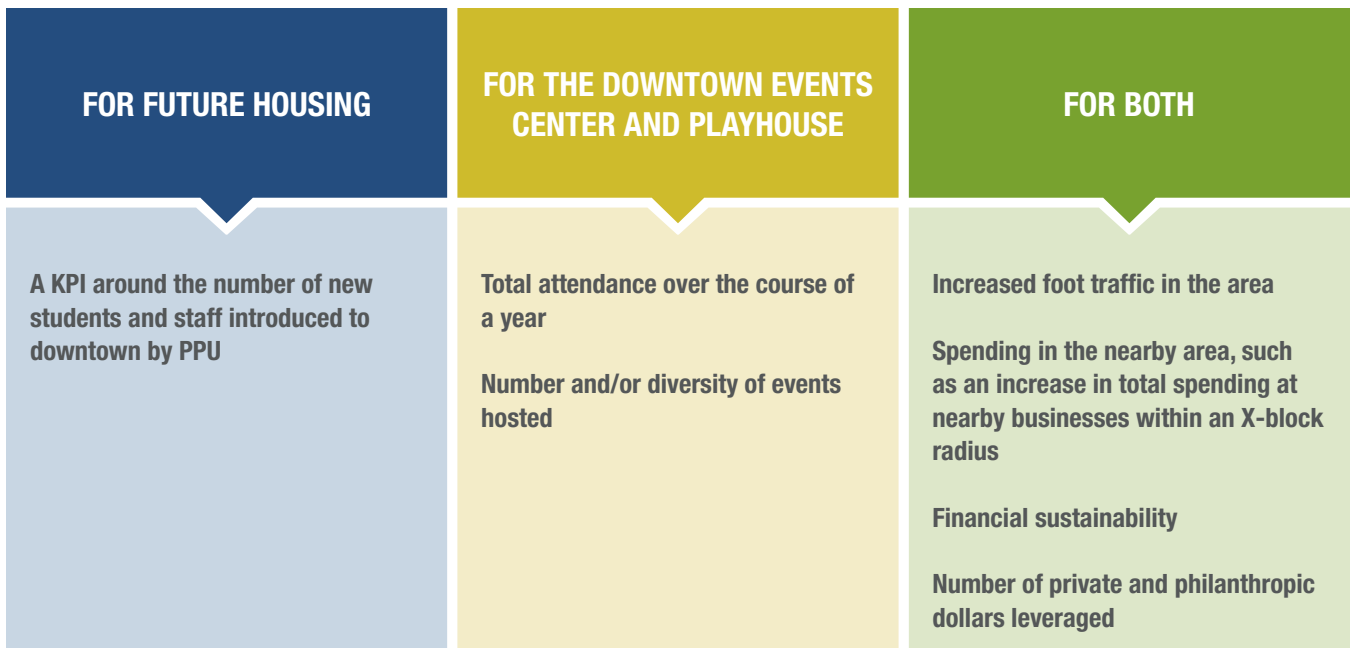 FOR FUTURE HOUSING
A KPI around the number of new
students and staff introduced to
downtown by PPU
FOR THE DOWNTOWN EVENTS
CENTER AND PLAYHOUSE
Total attendance over the course of
a year
Number and/or diversity of events
hosted
FOR BOTH
Increased foot traffic in the area
Spending in the nearby area, such
as an increase in total spending at
nearby businesses within an X-block
radius
Financial sustainability
Number of private and philanthropic
dollars leveraged